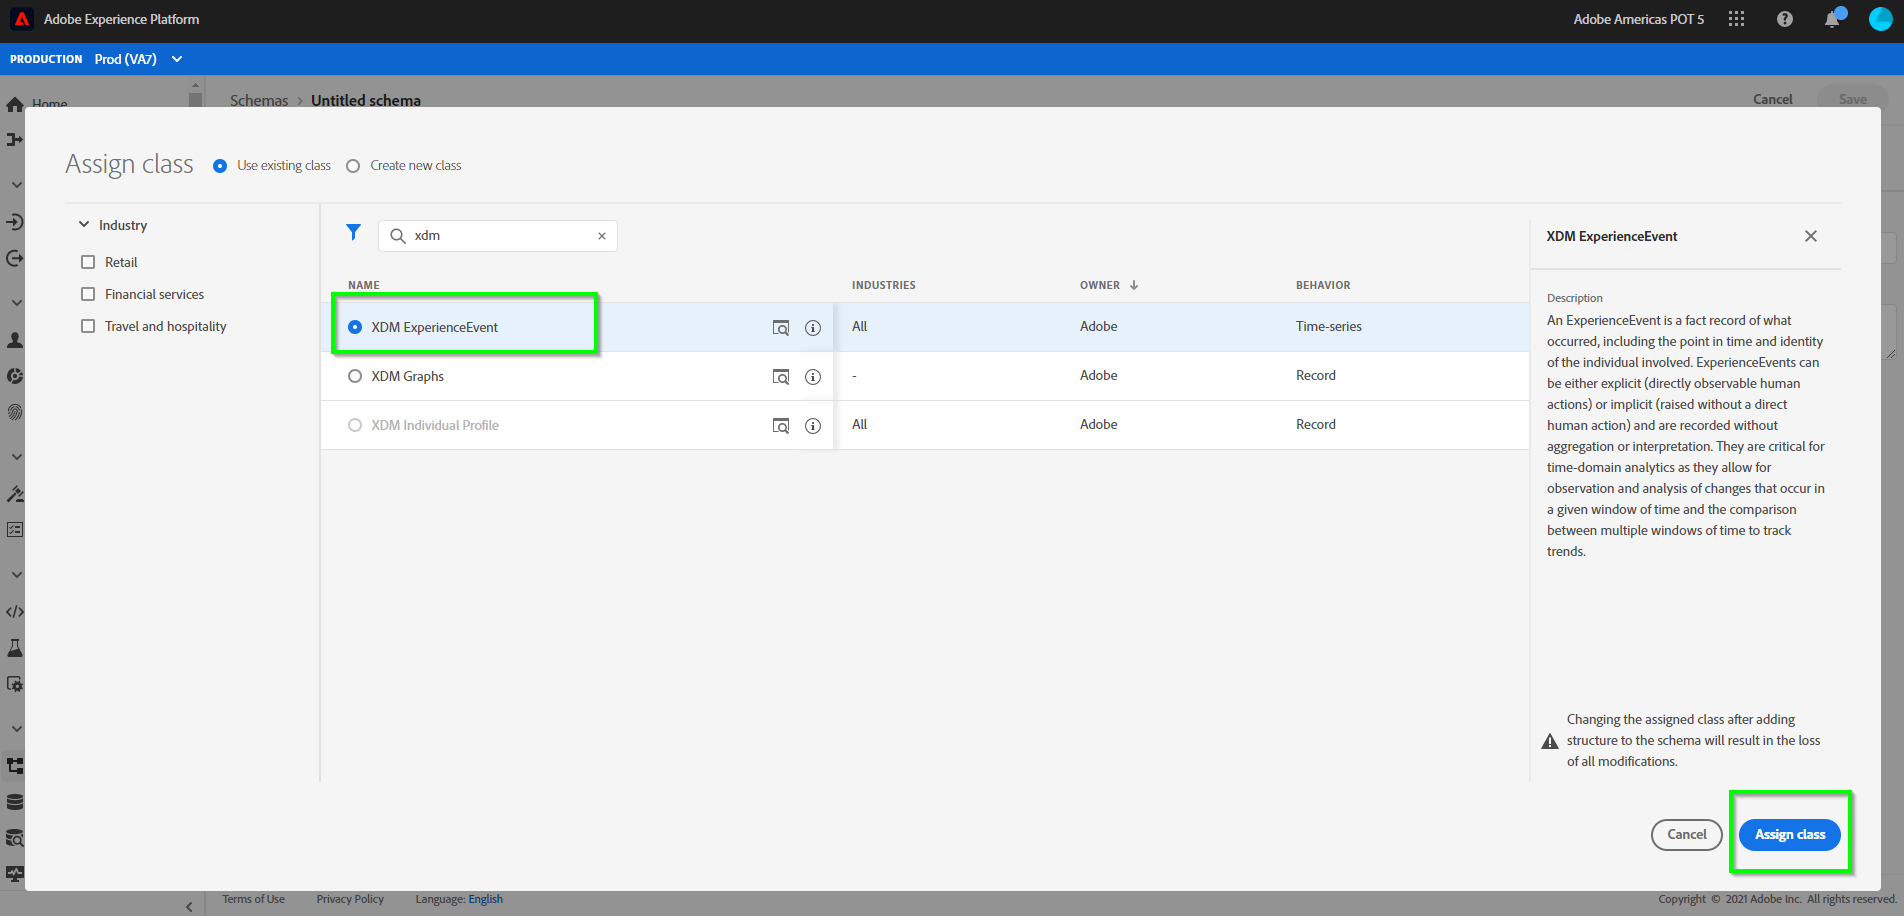 Adobe Experience Platform
Adobe Americas POT 5
PRODUCTION Prod (VA7)
Home
Schemas > Untitled schema
Cancel
Save
Assign class
Use existing class
Create new class
Industry
Retail
Financial services
Travel and hospitality
xdm
NAME INDUSTRIES OWNER BEHAVIOR
XDM ExperienceEvent All Adobe Time-series
XDM Graphs - Adobe Record
XDM Individual Profile All Adobe Record
XDM ExperienceEvent
Description
An ExperienceEvent is a fact record of what
occurred, including the point in time and identity
of the individual involved. ExperienceEvents can
be either explicit (directly observable human
actions) or implicit (raised without a direct
human action) and are recorded without
aggregation or interpretation. They are critical for
time-domain analytics as they allow for
observation and analysis of changes that occur in
a given window of time and the comparison
between multiple windows of time to track
trends.
Changing the assigned class after adding
structure to the schema will result in the loss
of all modifications.
Cancel
Assign class
Terms of Use Privacy Policy Language: English
Copyright © 2021 Adobe Inc. All rights reserved.